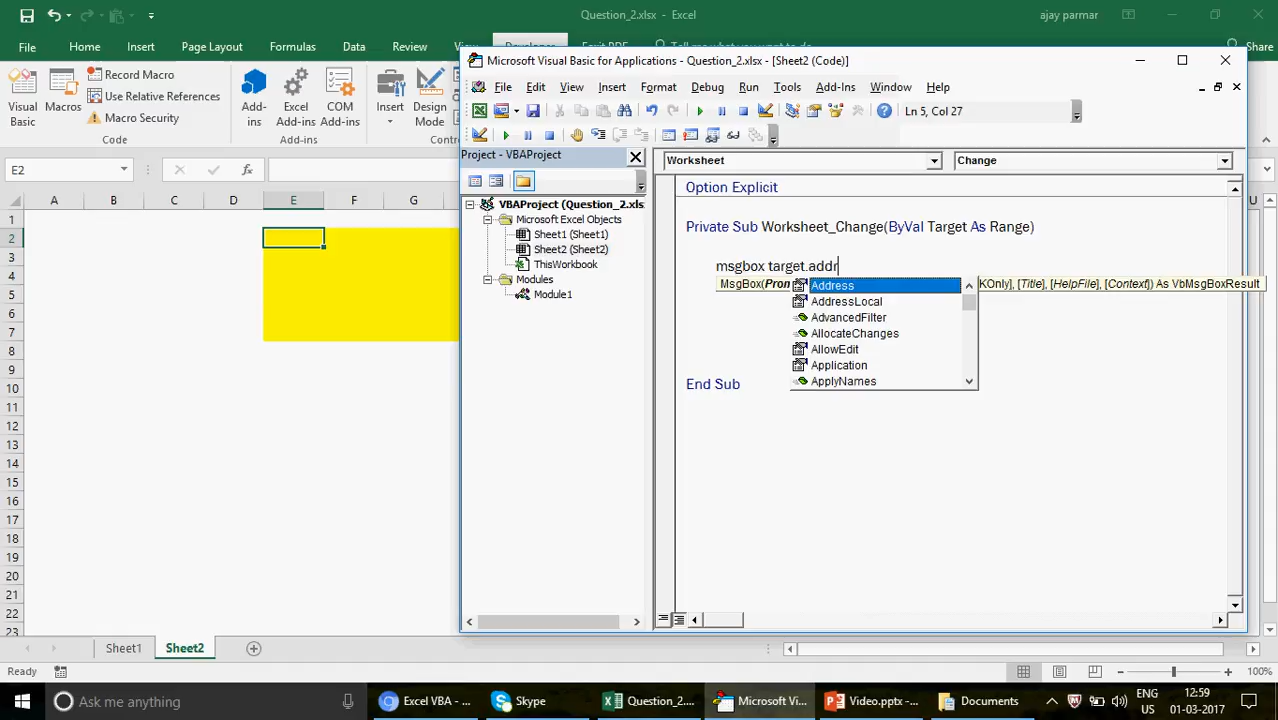 Question_2.xlsx - Excel
ajay parmar
File Home Insert Page Layout Formulas Data Review View
Share
Visual Basic
Macros
Record Macro
Use Relative References
Macro Security
Code
Add-ins
Excel Add-ins
COM Add-ins
Add-ins
Insert
Design Mode
E2
fx
A B C D E F G U
1
2
3
4
5
6
7
8
9
10
11
12
13
14
15
16
17
18
19
20
21
22
23
Microsoft Visual Basic for Applications - Question_2.xlsx - [Sheet2 (Code)]
File Edit View Insert Format Debug Run Tools Add-Ins Window Help
Ln 5, Col 27
Project - VBAProject
VBAProject (Question_2.xls
Microsoft Excel Objects
Sheet1 (Sheet1)
Sheet2 (Sheet2)
ThisWorkbook
Modules
Module1
Worksheet
Change
Option Explicit
Private Sub Worksheet_Change(ByVal Target As Range)
msgbox target.addr
MsgBox(Pron
KOnly], [Title], [HelpFile], [Context]) As VbMsgBoxResult
Address
AddressLocal
AdvancedFilter
AllocateChanges
AllowEdit
Application
ApplyNames
End Sub
Sheet1 Sheet2
Ready
100%
Ask me anything
Excel VBA - ...
Skype
Question_2....
Microsoft Vi...
Video.pptx -...
Documents
ENG
US
12:59
01-03-2017